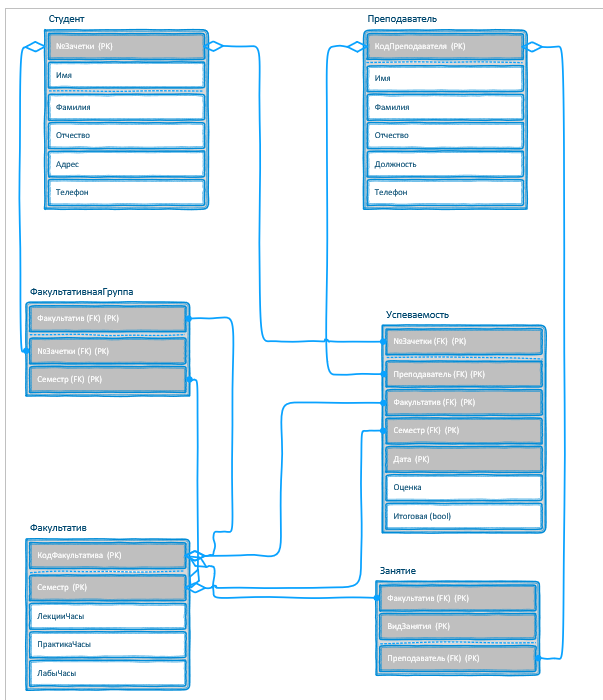 Студент
№Зачетки (PK)
Имя
Фамилия
Отчество
Адрес
Телефон
Преподаватель
КодПреподавателя (PK)
Имя
Фамилия
Отчество
Должность
Телефон
ФакультативнаяГруппа
Факультатив (FK) (PK)
№Зачетки (FK) (PK)
Семестр (FK) (PK)
Успеваемость
№Зачетки (FK) (PK)
Преподаватель (FK) (PK)
Факультатив (FK) (PK)
Семестр (FK) (PK)
Дата (PK)
Оценка
Итоговая (bool)
Факультатив
КодФакультатива (PK)
Семестр (PK)
ЛекцииЧасы
ПрактикаЧасы
ЛабыЧасы
Занятие
Факультатив (FK) (PK)
ВидЗанятия (PK)
Преподаватель (FK) (PK)